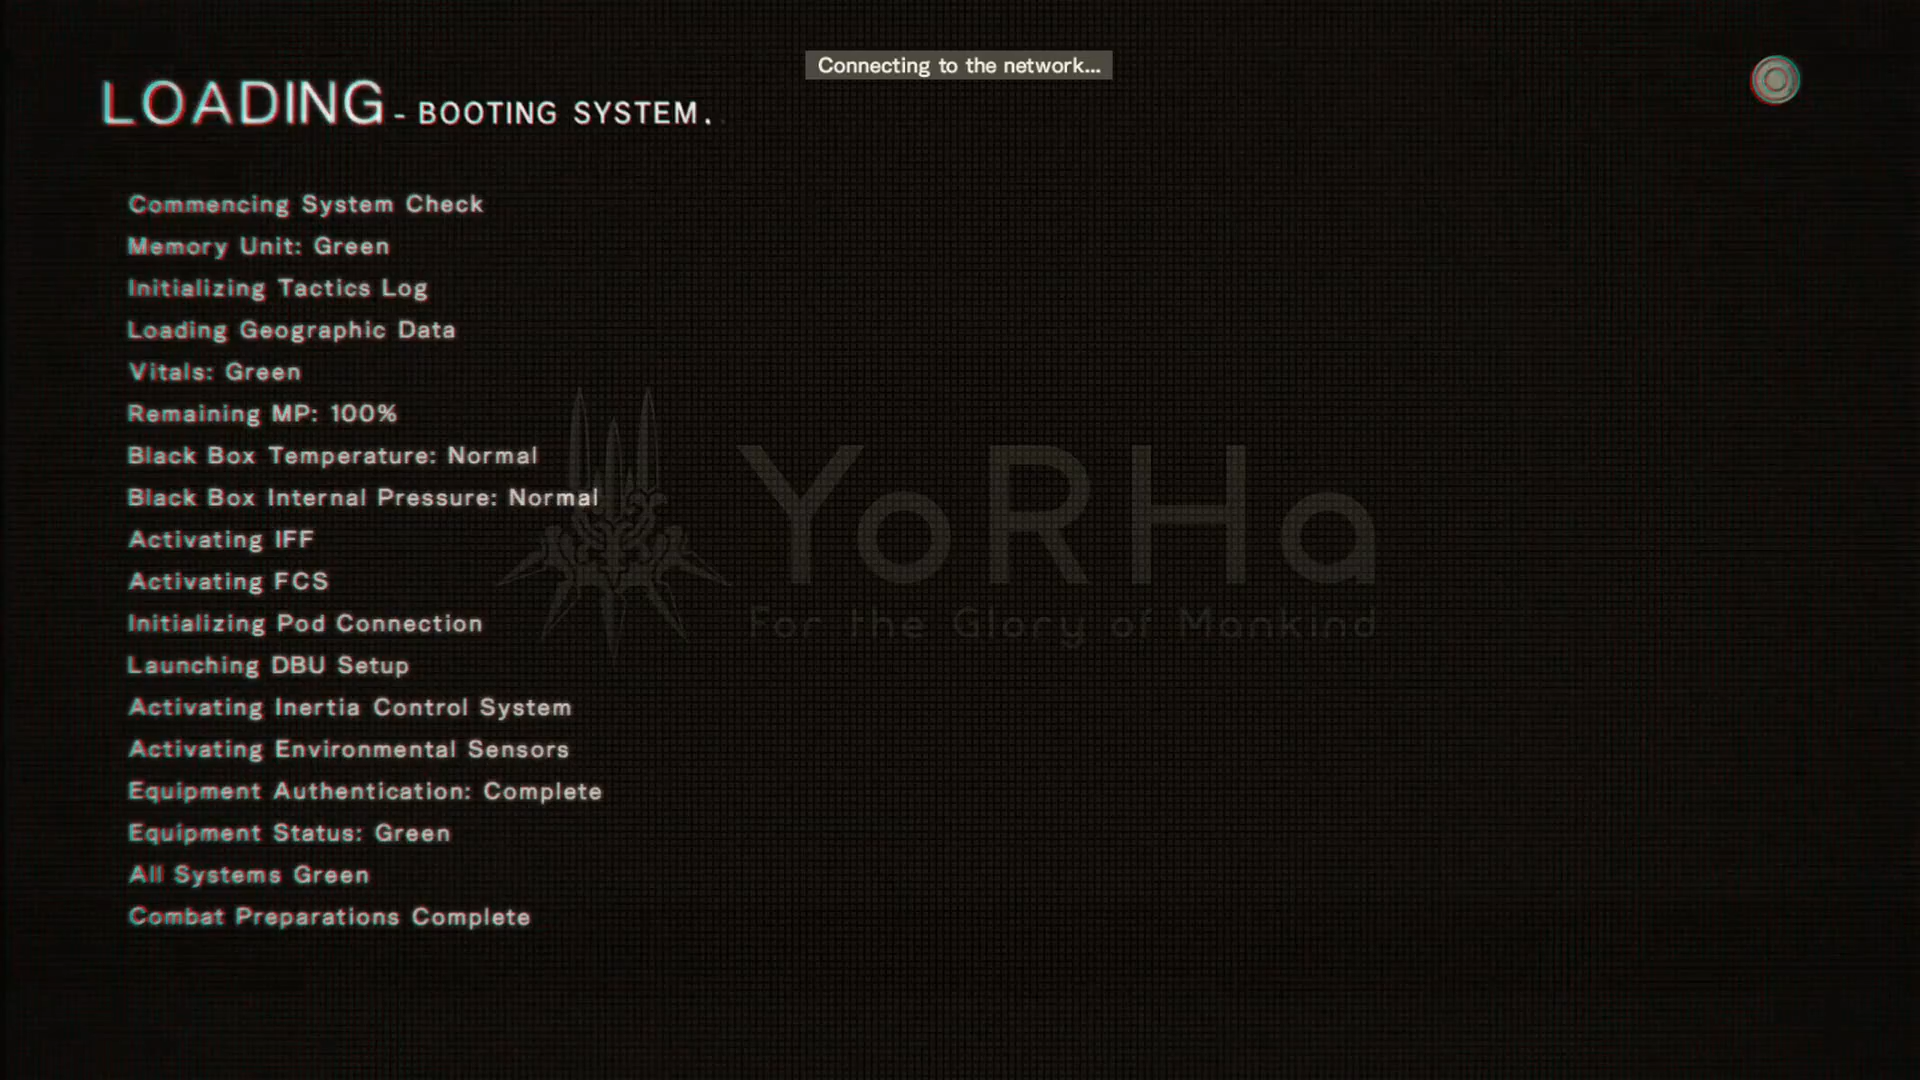 Connecting to the network...
LOADING - BOOTING SYSTEM.
Commencing System Check
Memory Unit: Green
Initializing Tactics Log
Loading Geographic Data
Vitals: Green
Remaining MP: 100%
Black Box Temperature: Normal
Black Box Internal Pressure: Normal
Activating IFF
Activating FCS
Initializing Pod Connection
Launching DBU Setup
Activating Inertia Control System
Activating Environmental Sensors
Equipment Authentication: Complete
Equipment Status: Green
All Systems Green
Combat Preparations Complete
YoRHa
For the Glory of Mankind